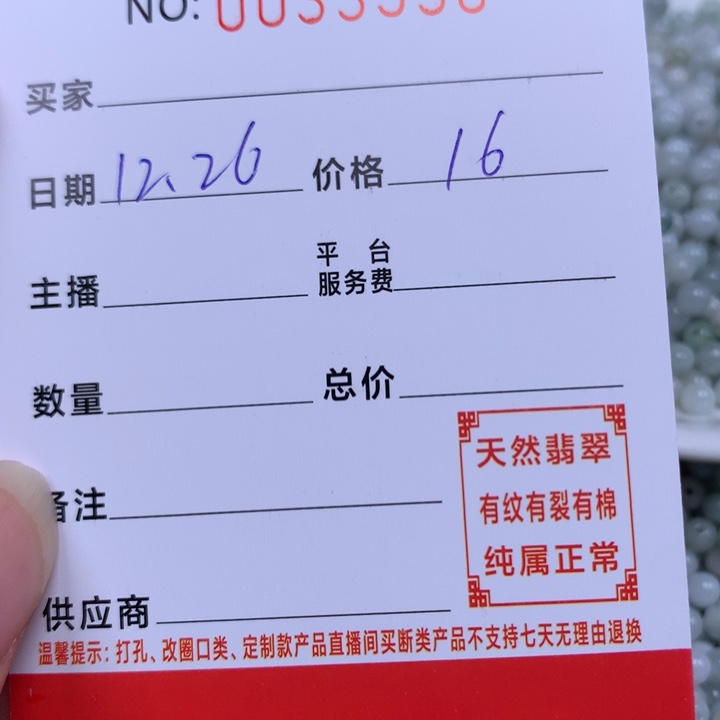 NO:
买家
日期 12.26 价格 16
主播 平台服务费
数量 总价
备注
供应商
天然翡翠
有纹有裂有棉
纯属正常
温馨提示：打孔、改圈口类、定制款产品直播间买断类产品不支持七天无理由退换